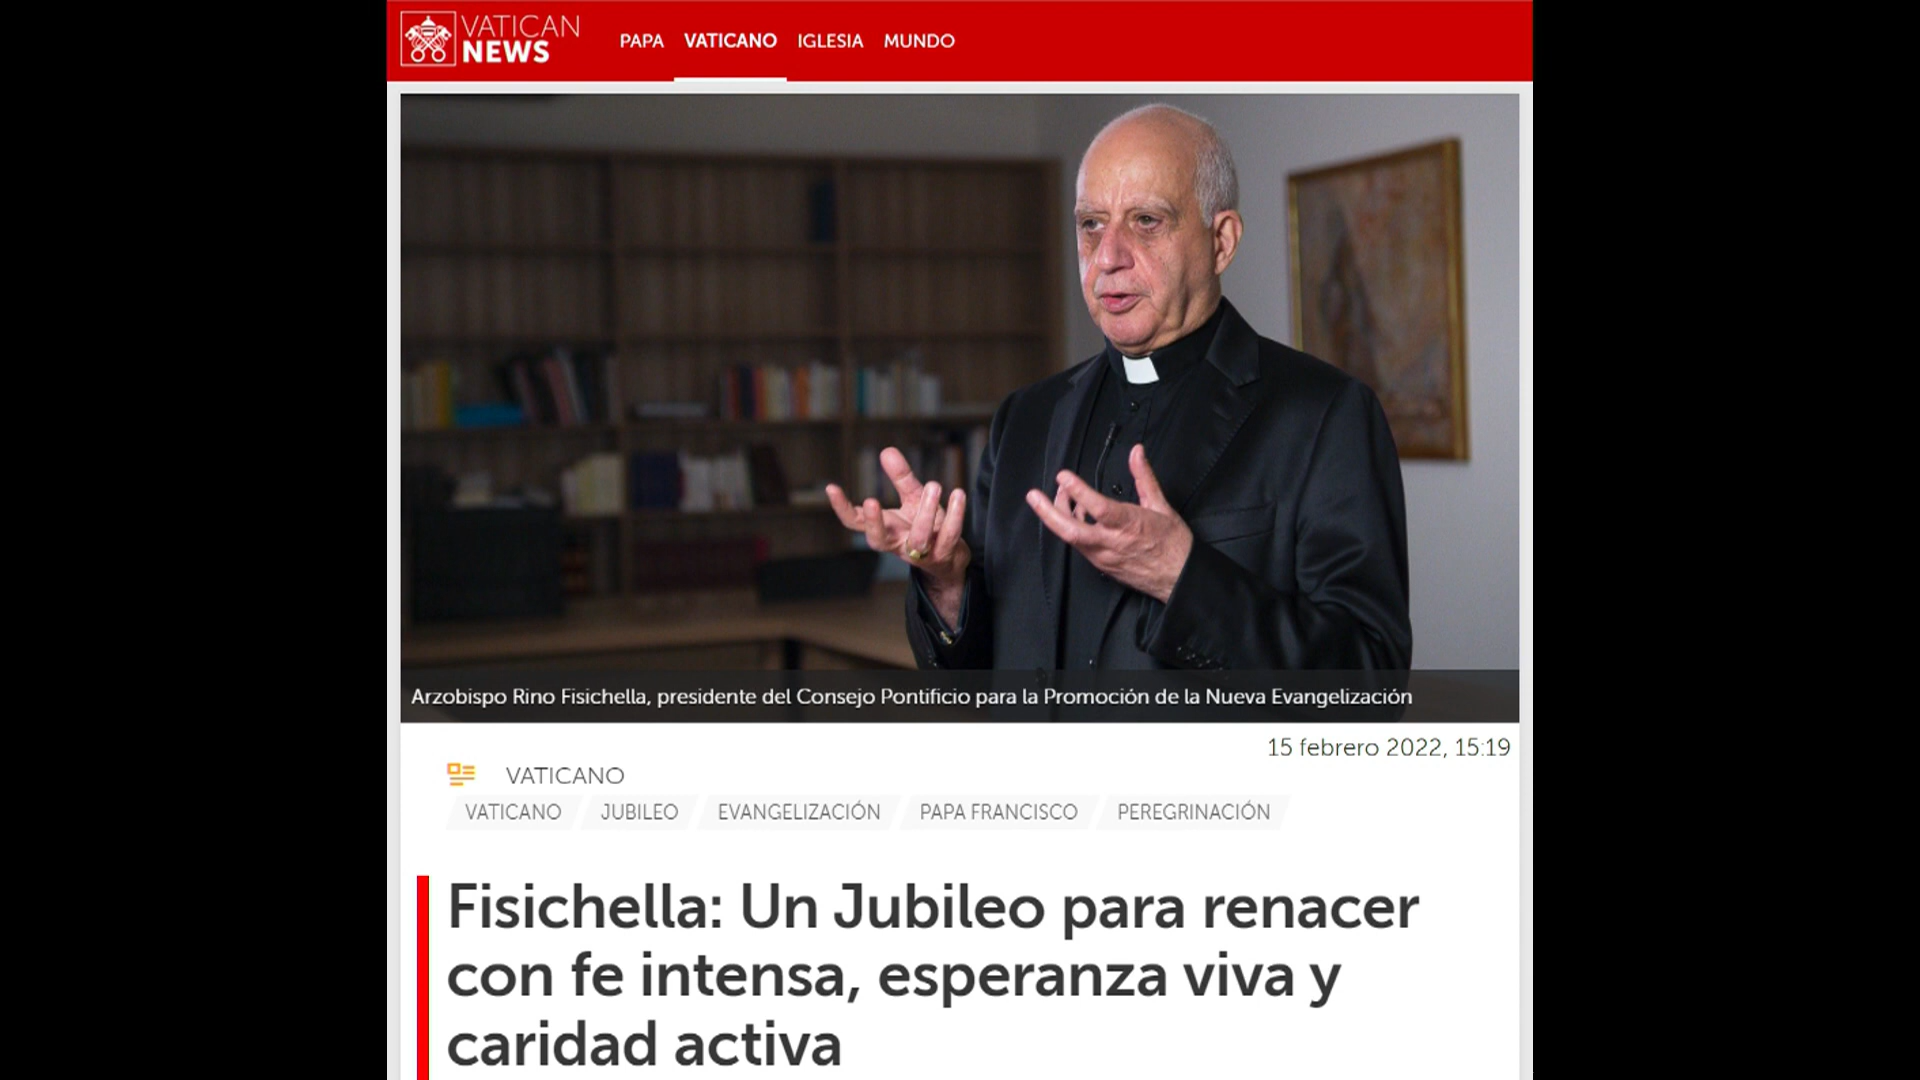 VATICAN
NEWS
PAPA VATICANO IGLESIA MUNDO
Arzobispo Rino Fisichella, presidente del Consejo Pontificio para la Promoción de la Nueva Evangelización
15 febrero 2022, 15:19
VATICANO
VATICANO JUBILEO EVANGELIZACIÓN PAPA FRANCISCO PEREGRINACIÓN
Fisichella: Un Jubileo para renacer
con fe intensa, esperanza viva y
caridad activa